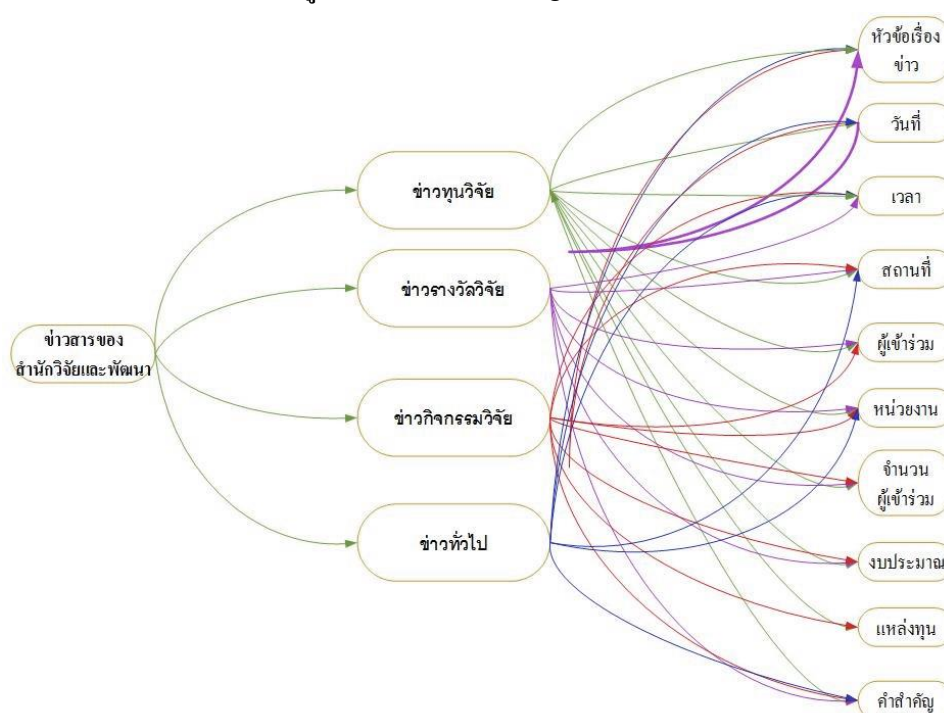 ข่าวสารของ
สำนักวิจัยและพัฒนา
ข่าวทุนวิจัย
ข่าวรางวัลวิจัย
ข่าวกิจกรรมวิจัย
ข่าวทั่วไป
หัวข้อเรื่อง
ข่าว
วันที่
เวลา
สถานที่
ผู้เข้าร่วม
หน่วยงาน
จำนวน
ผู้เข้าร่วม
งบประมาณ
แหล่งทุน
คำสำคัญ